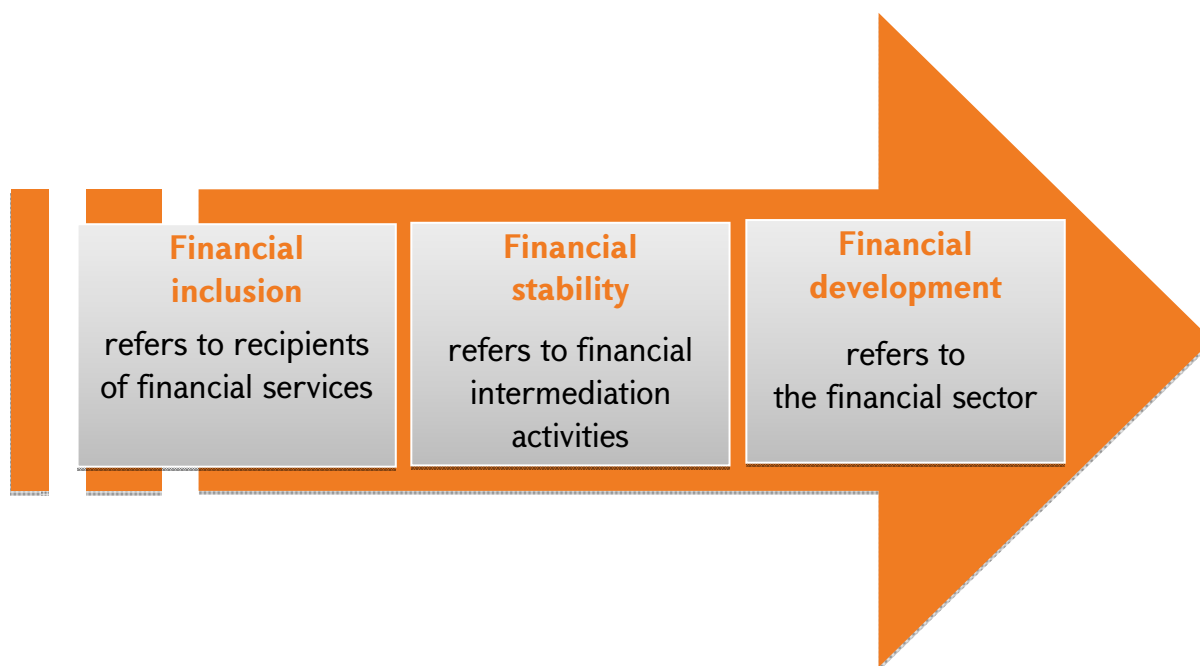 Financial
inclusion
refers to recipients
of financial services
Financial
stability
refers to financial
intermediation
activities
Financial
development
refers to
the financial sector